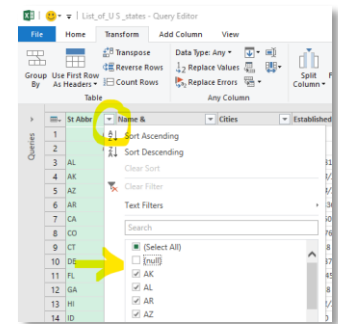 List_of_U S_states - Query Editor
File Home Transform Add Column View
Group By
Use First Row As Headers
Transpose
Reverse Rows
Count Rows
Table
Data Type: Any
Replace Values
Replace Errors
Any Column
Split Column
Queries
St Abbr Name & Cities Established
1
2
3 AL
4 AK
5 AZ
6 AR
7 CA
8 CO
9 CT
10 DE
11 FL
12 GA
13 HI
14 ID
Sort Ascending
Sort Descending
Clear Sort
Clear Filter
Text Filters
Search
(Select All)
(null)
AK
AL
AR
AZ